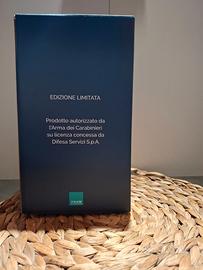 EDIZIONE LIMITATA
Prodotto autorizzato da
l'Arma dei Carabinieri
su licenza concessa da
Difesa Servizi S.p.A.